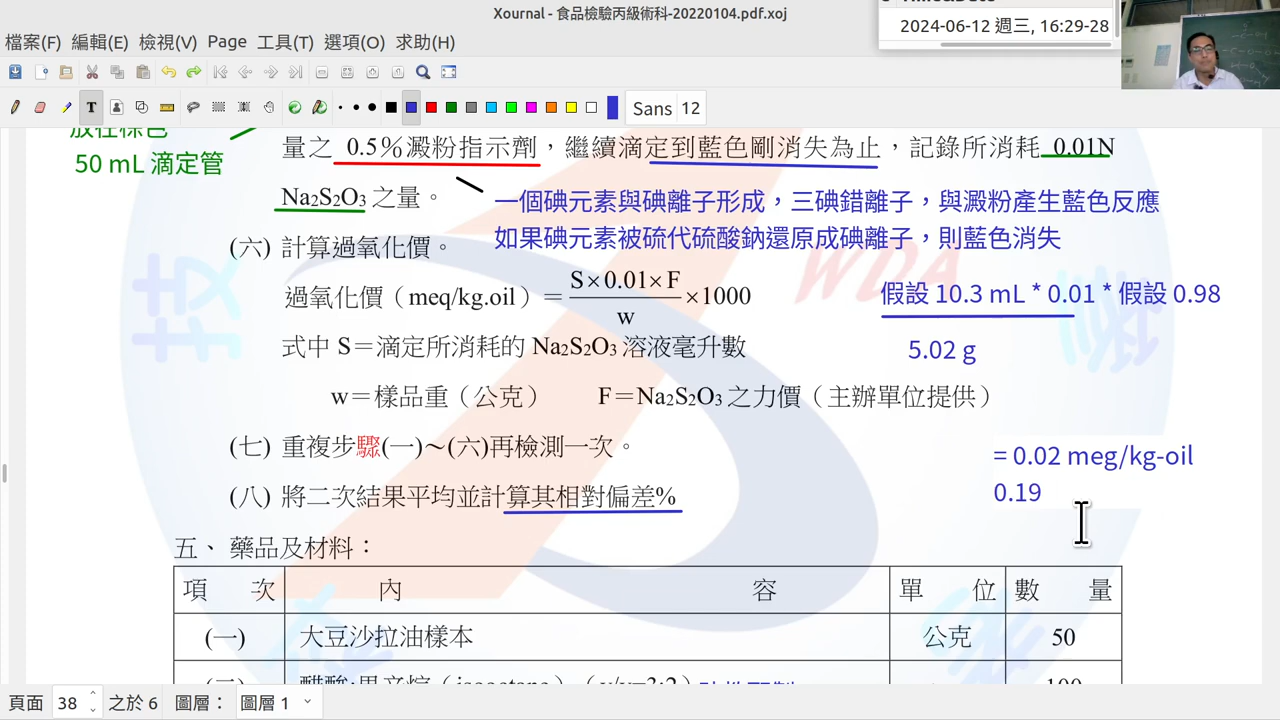 Xournal - 食品檢驗丙級術科-20220104.pdf.xoj
2024-06-12 週三, 16:29-28
檔案(F) 編輯(E) 檢視(V) Page 工具(T) 選項(O) 求助(H)
Sans 12
50 mL 滴定管
量之 0.5%澱粉指示劑，繼續滴定到藍色剛消失為止，記錄所消耗 0.01N
Na2S2O3 之量。
一個碘元素與碘離子形成，三碘錯離子，與澱粉產生藍色反應
如果碘元素被硫代硫酸鈉還原成碘離子，則藍色消失
(六) 計算過氧化價。
過氧化價（meq/kg.oil）＝ S×0.01×F / w ×1000
假設 10.3 mL * 0.01 * 假設 0.98
5.02 g
式中 S＝滴定所消耗的 Na2S2O3 溶液毫升數
w＝樣品重（公克） F＝Na2S2O3 之力價（主辦單位提供）
(七) 重複步驟(一)～(六)再檢測一次。
= 0.02 meg/kg-oil
0.19
(八) 將二次結果平均並計算其相對偏差%
五、 藥品及材料：
項 次 內 容 單 位 數 量
(一) 大豆沙拉油樣本 公克 50
頁面 38 之於 6 圖層： 圖層 1